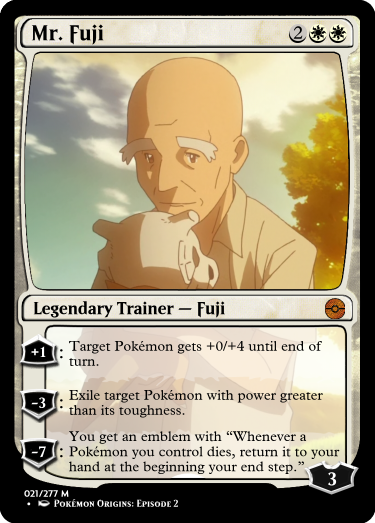 Mr. Fuji 2
Legendary Trainer — Fuji
+1: Target Pokémon gets +0/+4 until end of
turn.
-3: Exile target Pokémon with power greater
than its toughness.
-7: You get an emblem with “Whenever a
Pokémon you control dies, return it to your
hand at the beginning your end step.”
3
021/277 M
• Pokémon Origins: Episode 2